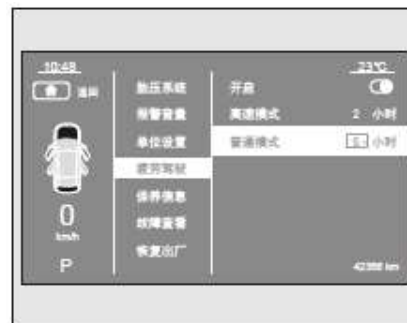 10:48
23℃
返回
胎压系统
报警音量
单位设置
疲劳驾驶
保养信息
故障查看
恢复出厂
开启
高速模式 2 小时
普通模式 小时
0
km/h
P
km